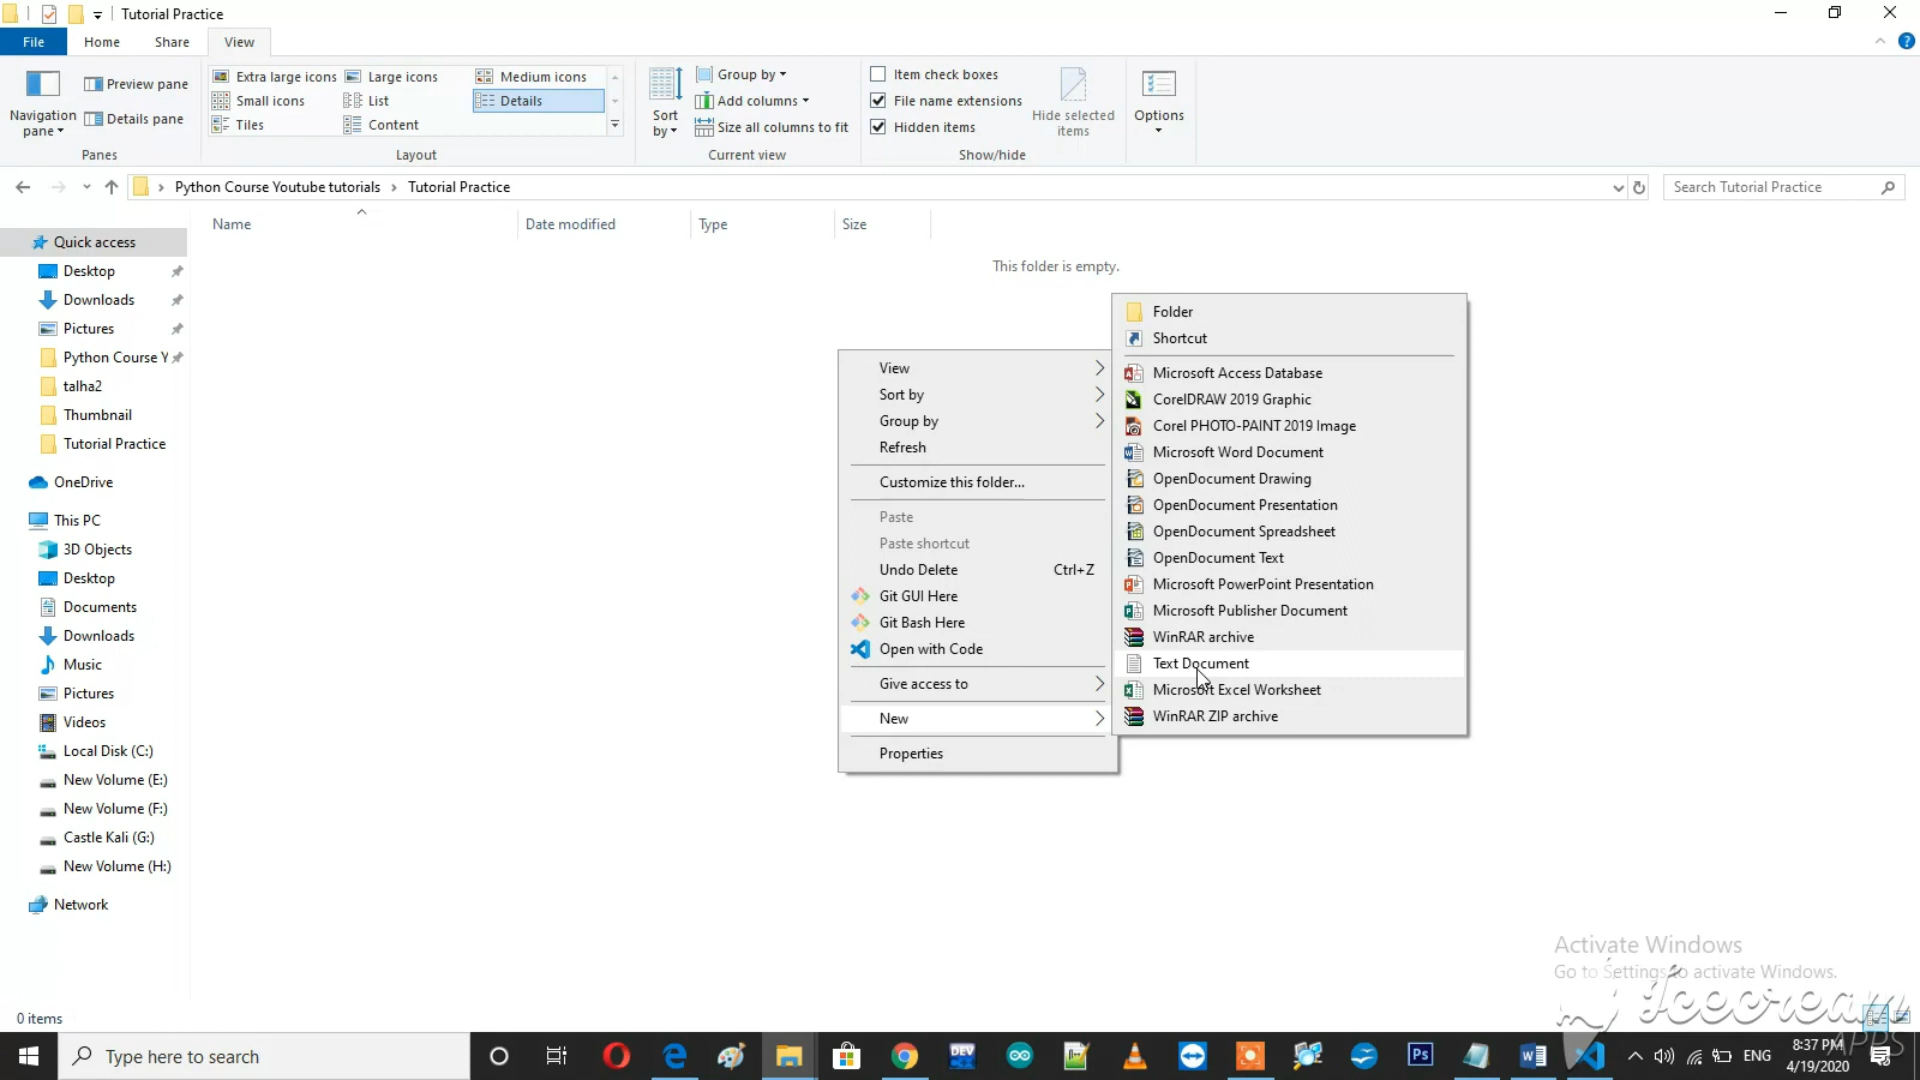 Tutorial Practice
File Home Share View
Navigation pane
Preview pane
Details pane
Panes
Extra large icons Large icons Medium icons
Small icons List Details
Tiles Content
Layout
Sort by
Group by
Add columns
Size all columns to fit
Current view
Item check boxes
File name extensions
Hidden items
Hide selected items
Show/hide
Options
Python Course Youtube tutorials Tutorial Practice
Search Tutorial Practice
Name Date modified Type Size
This folder is empty.
Quick access
Desktop
Downloads
Pictures
Python Course Y
talha2
Thumbnail
Tutorial Practice
OneDrive
This PC
3D Objects
Desktop
Documents
Downloads
Music
Pictures
Videos
Local Disk (C:)
New Volume (E:)
New Volume (F:)
Castle Kali (G:)
New Volume (H:)
Network
View
Sort by
Group by
Refresh
Customize this folder...
Paste
Paste shortcut
Undo Delete Ctrl+Z
Git GUI Here
Git Bash Here
Open with Code
Give access to
New
Properties
Folder
Shortcut
Microsoft Access Database
CorelDRAW 2019 Graphic
Corel PHOTO-PAINT 2019 Image
Microsoft Word Document
OpenDocument Drawing
OpenDocument Presentation
OpenDocument Spreadsheet
OpenDocument Text
Microsoft PowerPoint Presentation
Microsoft Publisher Document
WinRAR archive
Text Document
Microsoft Excel Worksheet
WinRAR ZIP archive
Activate Windows
Go to Settings to activate Windows.
Icecream
APPS
0 items
Type here to search
DEV
Ps
ENG
8:37 PM
4/19/2020